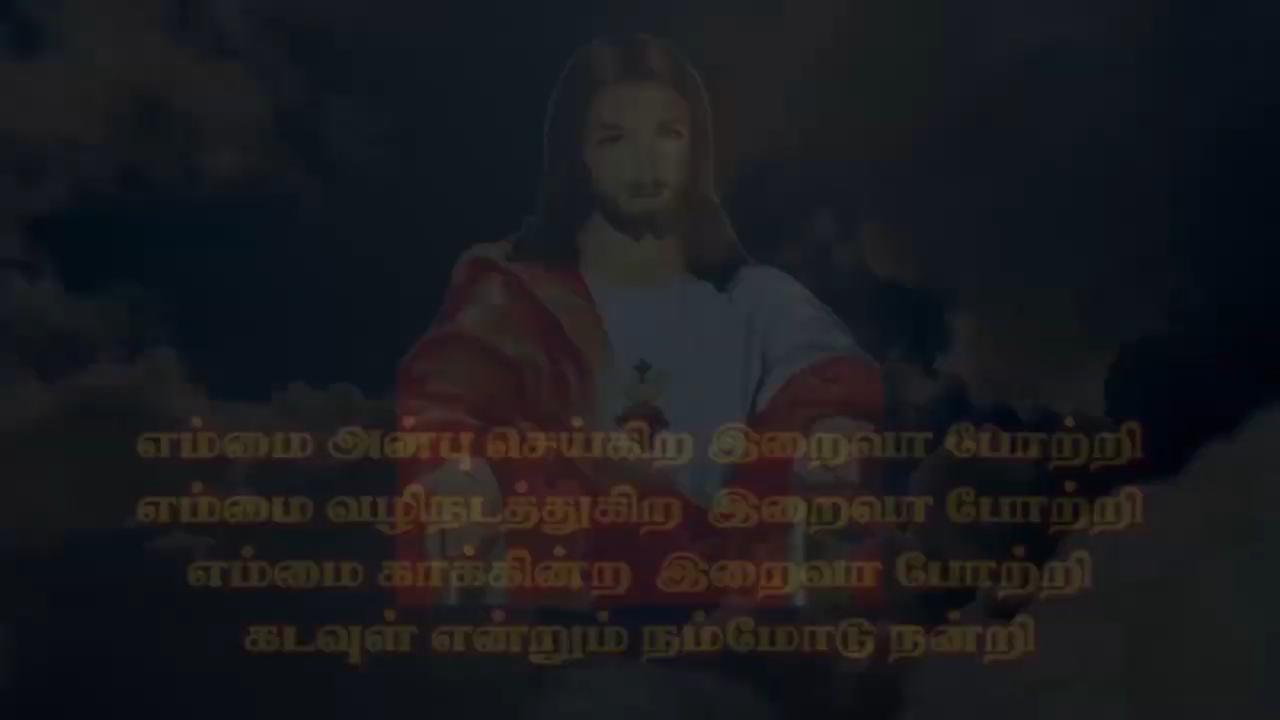 எம்மை அன்பு செய்கிற இறைவா போற்றி
எம்மை வழிநடத்துகிற இறைவா போற்றி
எம்மை காக்கின்ற இறைவா போற்றி
கடவுள் என்றும் நம்மோடு நன்றி